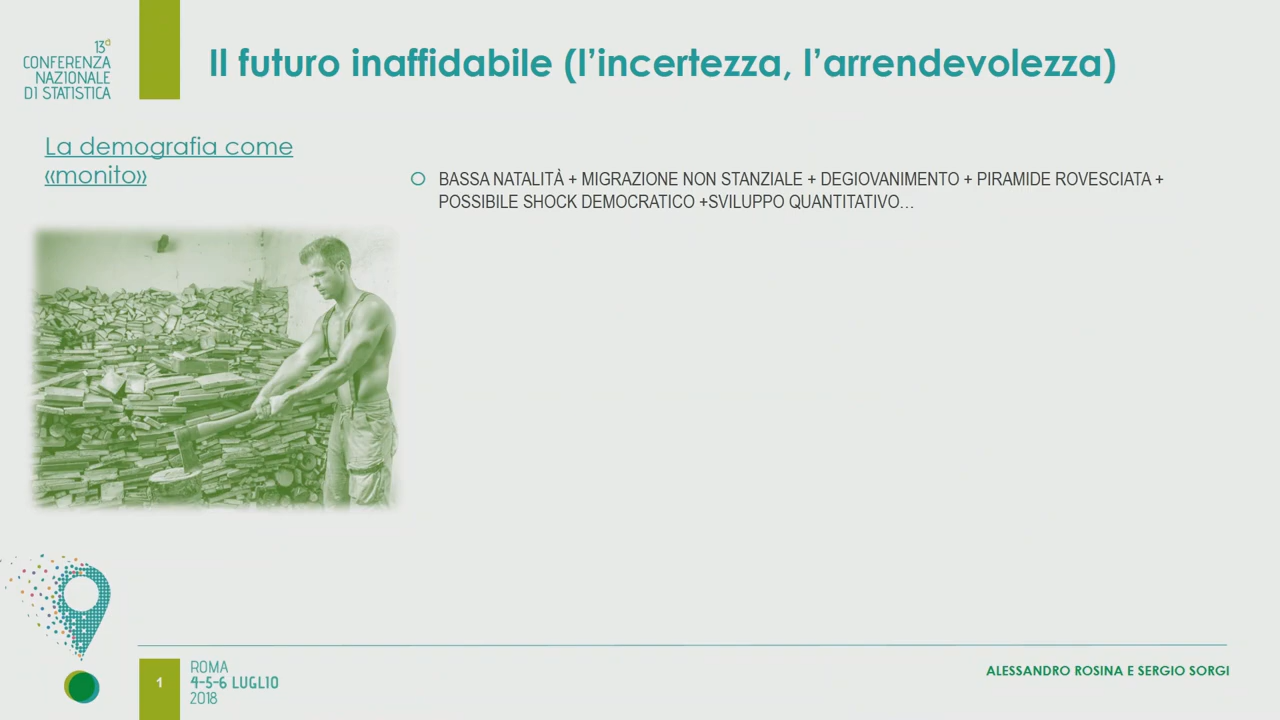 13ª
CONFERENZA
NAZIONALE
DI STATISTICA
Il futuro inaffidabile (l’incertezza, l’arrendevolezza)
La demografia come
«monito»
BASSA NATALITÀ + MIGRAZIONE NON STANZIALE + DEGIOVANIMENTO + PIRAMIDE ROVESCIATA +
POSSIBILE SHOCK DEMOCRATICO +SVILUPPO QUANTITATIVO…
1
ROMA
4-5-6 LUGLIO
2018
ALESSANDRO ROSINA E SERGIO SORGI